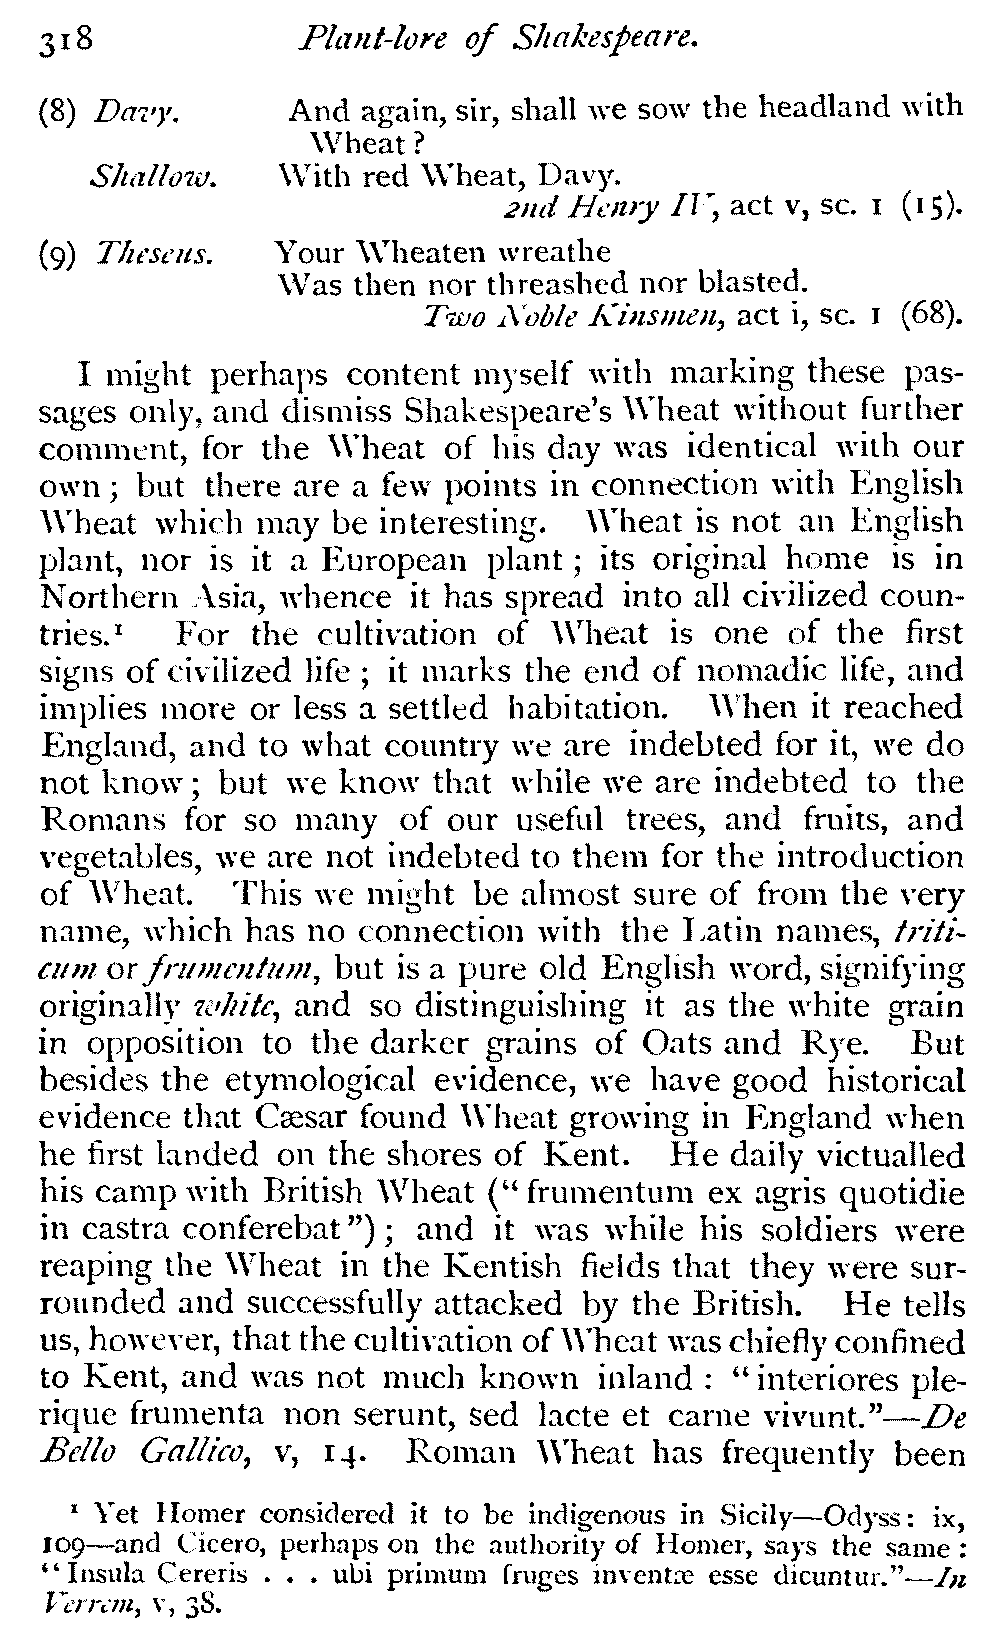 318 Plant-lore of Shakespeare.
(8) Davy. And again, sir, shall we sow the headland with
Wheat?
Shallow. With red Wheat, Davy.
2nd Henry IV, act v, sc. 1 (15).
(9) Theseus. Your Wheaten wreathe
Was then nor threashed nor blasted.
Two Noble Kinsmen, act i, sc. 1 (68).
I might perhaps content myself with marking these pas-
sages only, and dismiss Shakespeare's Wheat without further
comment, for the Wheat of his day was identical with our
own; but there are a few points in connection with English
Wheat which may be interesting. Wheat is not an English
plant, nor is it a European plant; its original home is in
Northern Asia, whence it has spread into all civilized coun-
tries.¹ For the cultivation of Wheat is one of the first
signs of civilized life; it marks the end of nomadic life, and
implies more or less a settled habitation. When it reached
England, and to what country we are indebted for it, we do
not know; but we know that while we are indebted to the
Romans for so many of our useful trees, and fruits, and
vegetables, we are not indebted to them for the introduction
of Wheat. This we might be almost sure of from the very
name, which has no connection with the Latin names, triti-
cum or frumentum, but is a pure old English word, signifying
originally white, and so distinguishing it as the white grain
in opposition to the darker grains of Oats and Rye. But
besides the etymological evidence, we have good historical
evidence that Cæsar found Wheat growing in England when
he first landed on the shores of Kent. He daily victualled
his camp with British Wheat ("frumentum ex agris quotidie
in castra conferebat"); and it was while his soldiers were
reaping the Wheat in the Kentish fields that they were sur-
rounded and successfully attacked by the British. He tells
us, however, that the cultivation of Wheat was chiefly confined
to Kent, and was not much known inland: "interiores ple-
rique frumenta non serunt, sed lacte et carne vivunt."—De
Bello Gallico, v, 14. Roman Wheat has frequently been
¹ Yet Homer considered it to be indigenous in Sicily—Odyss: ix,
109—and Cicero, perhaps on the authority of Homer, says the same:
"Insula Cereris . . . ubi primum fruges inventæ esse dicuntur."—In
Verrem, v, 38.